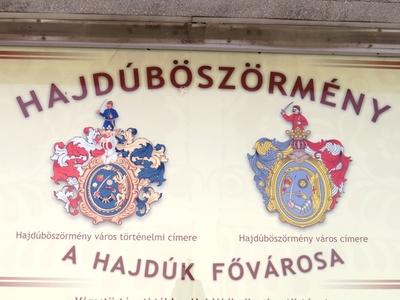 HAJDÚBÖSZÖRMÉNY
Hajdúböszörmény város történelmi címere
Hajdúböszörmény város címere
A HAJDÚK FŐVÁROSA